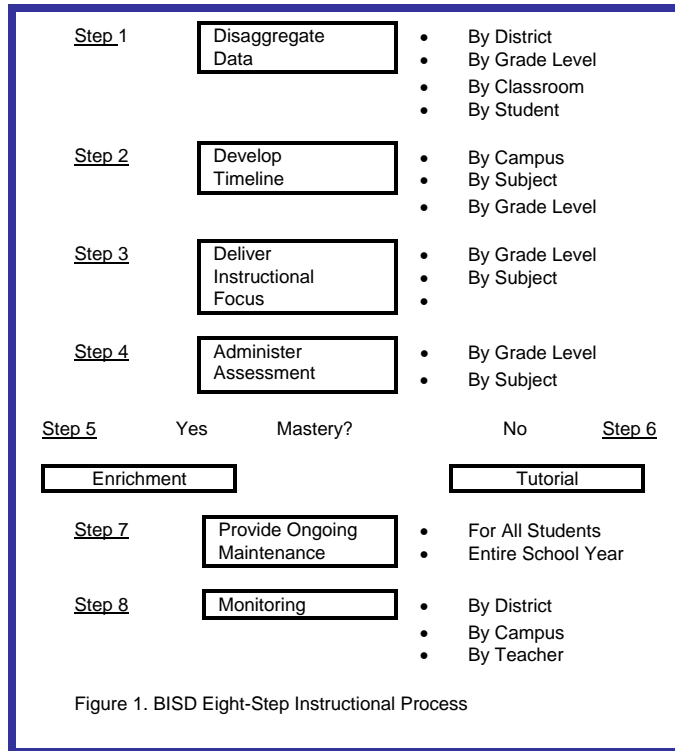 Step 1 Disaggregate • By District
Data • By Grade Level
• By Classroom
• By Student
Step 2 Develop • By Campus
Timeline • By Subject
• By Grade Level
Step 3 Deliver • By Grade Level
Instructional • By Subject
Focus •
Step 4 Administer • By Grade Level
Assessment • By Subject
Step 5 Yes Mastery? No Step 6
Enrichment Tutorial
Step 7 Provide Ongoing • For All Students
Maintenance • Entire School Year
Step 8 Monitoring • By District
• By Campus
• By Teacher
Figure 1. BISD Eight-Step Instructional Process